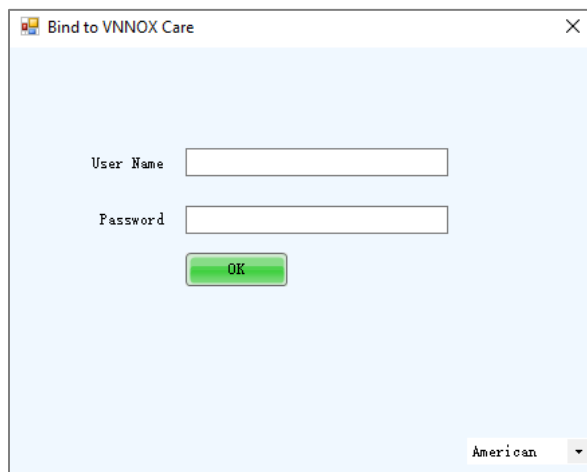 Bind to VNNOX Care
User Name
Password
OK
American